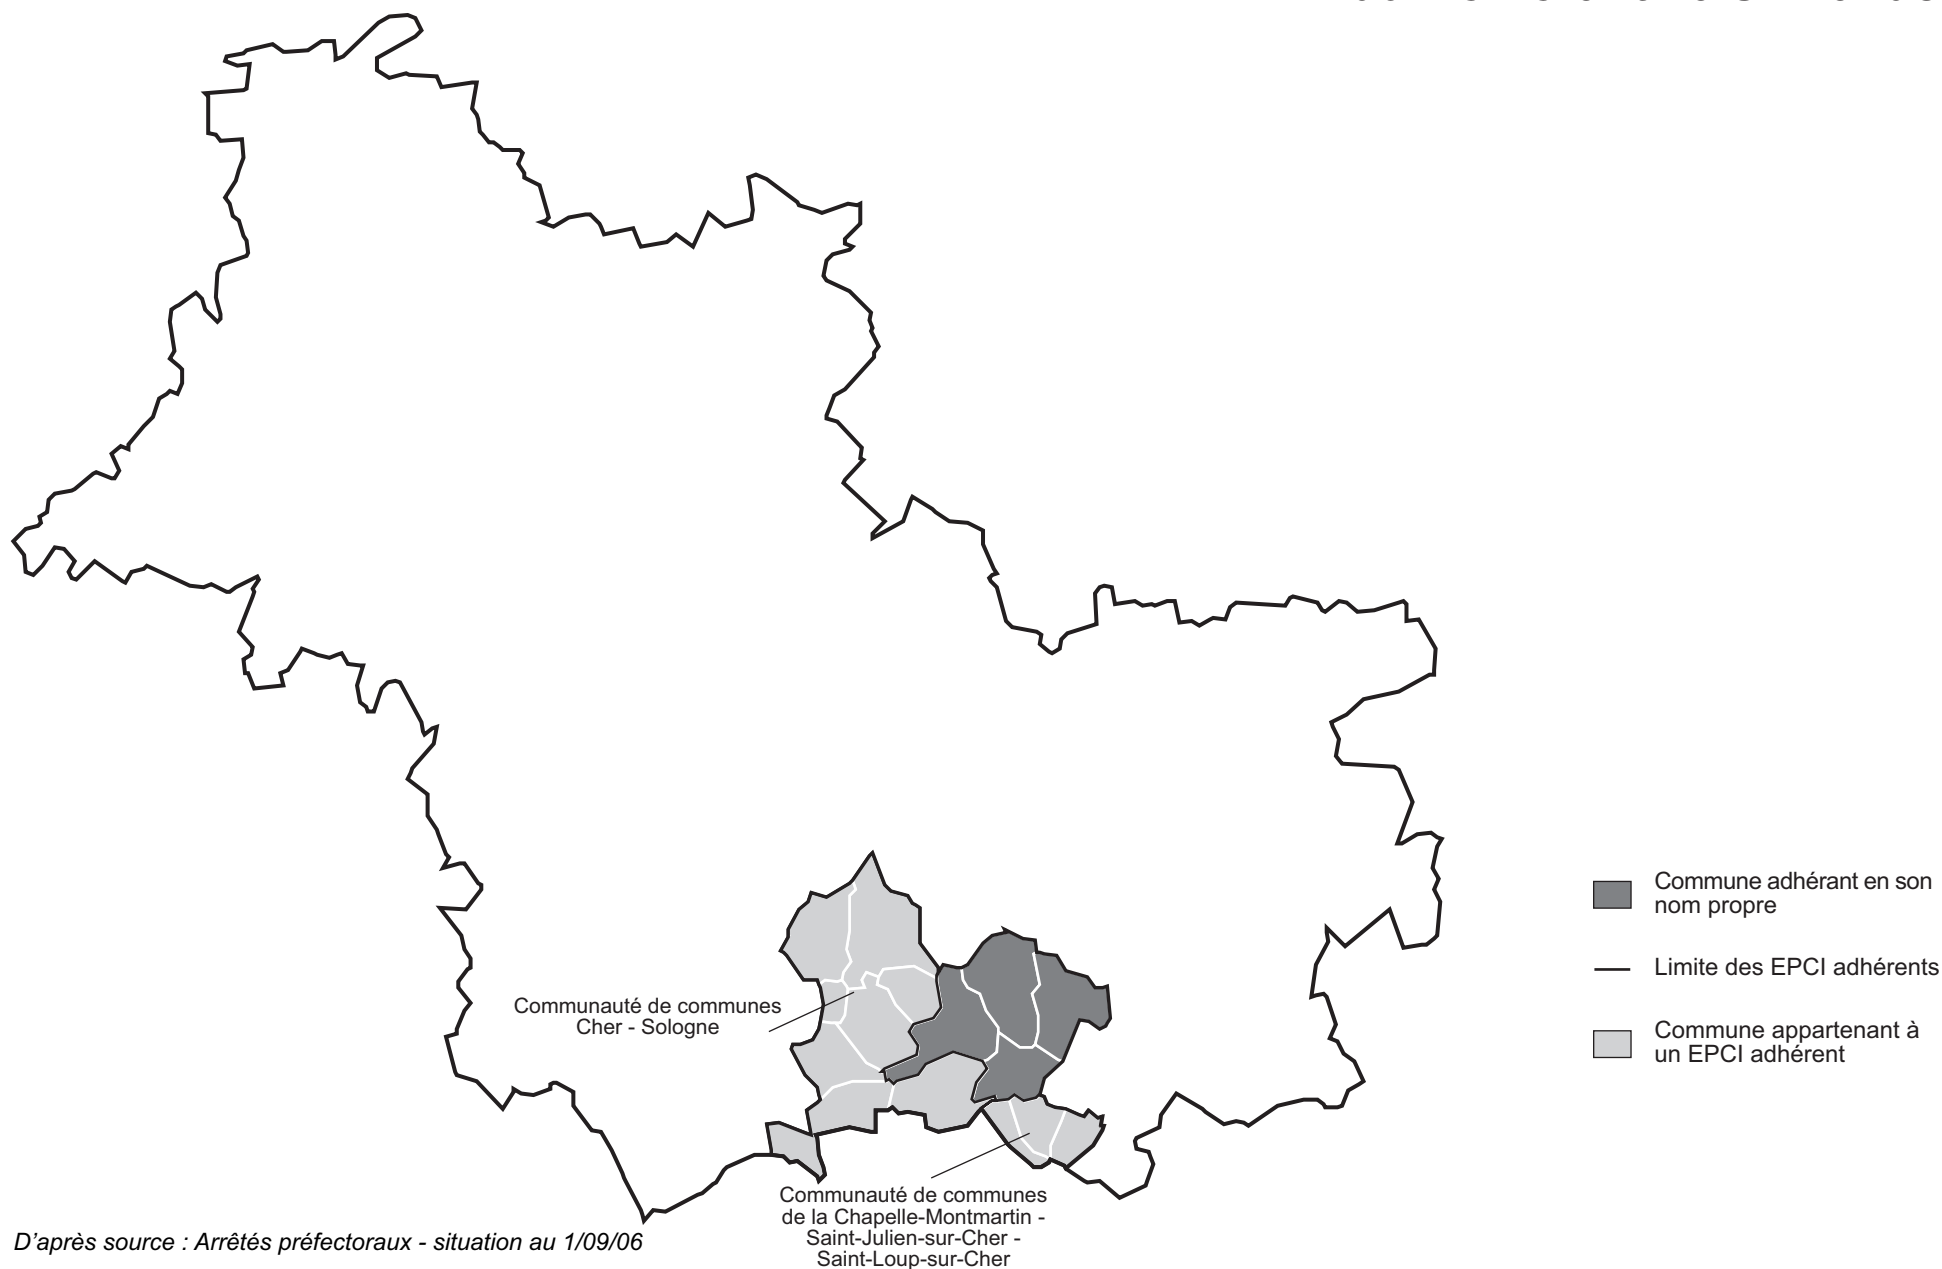 Commune adhérant en son
nom propre
Limite des EPCI adhérents
Commune appartenant à
un EPCI adhérent
Communauté de communes
Cher - Sologne
Communauté de communes
de la Chapelle-Montmartin -
Saint-Julien-sur-Cher -
Saint-Loup-sur-Cher
D'après source : Arrêtés préfectoraux - situation au 1/09/06